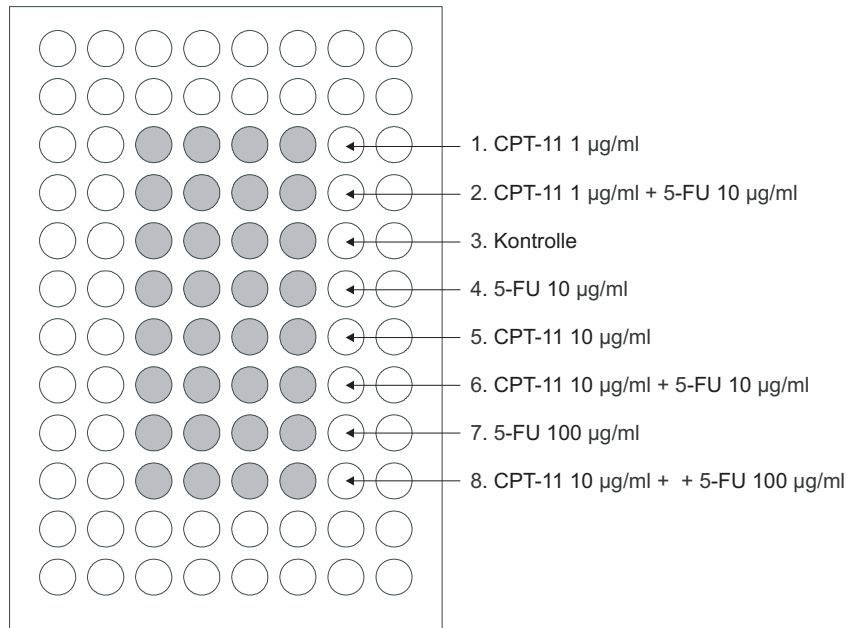 1. CPT-11 1 µg/ml
2. CPT-11 1 µg/ml + 5-FU 10 µg/ml
3. Kontrolle
4. 5-FU 10 µg/ml
5. CPT-11 10 µg/ml
6. CPT-11 10 µg/ml + 5-FU 10 µg/ml
7. 5-FU 100 µg/ml
8. CPT-11 10 µg/ml + + 5-FU 100 µg/ml